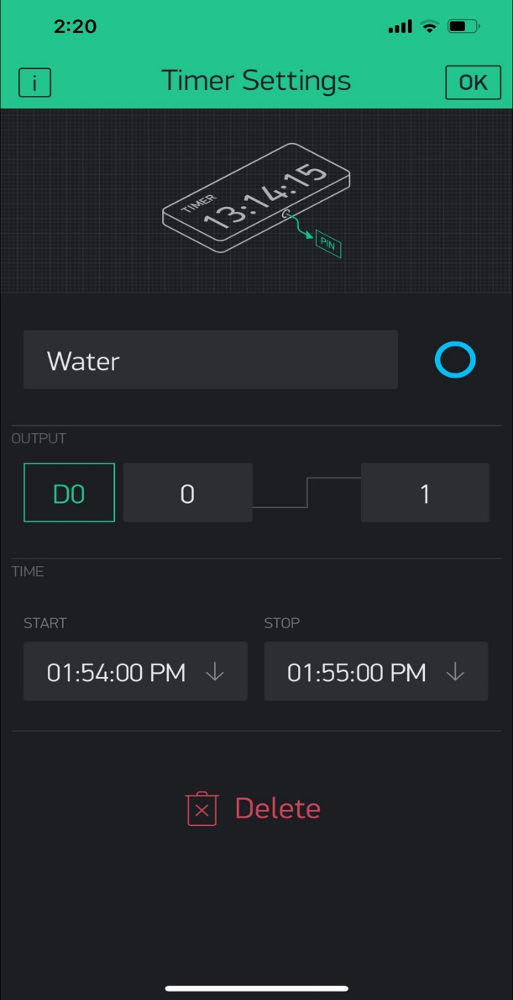 2:20
i Timer Settings OK
TIMER
13:14:15
PIN
Water
OUTPUT
D0 0 1
TIME
START STOP
01:54:00 PM 01:55:00 PM
Delete